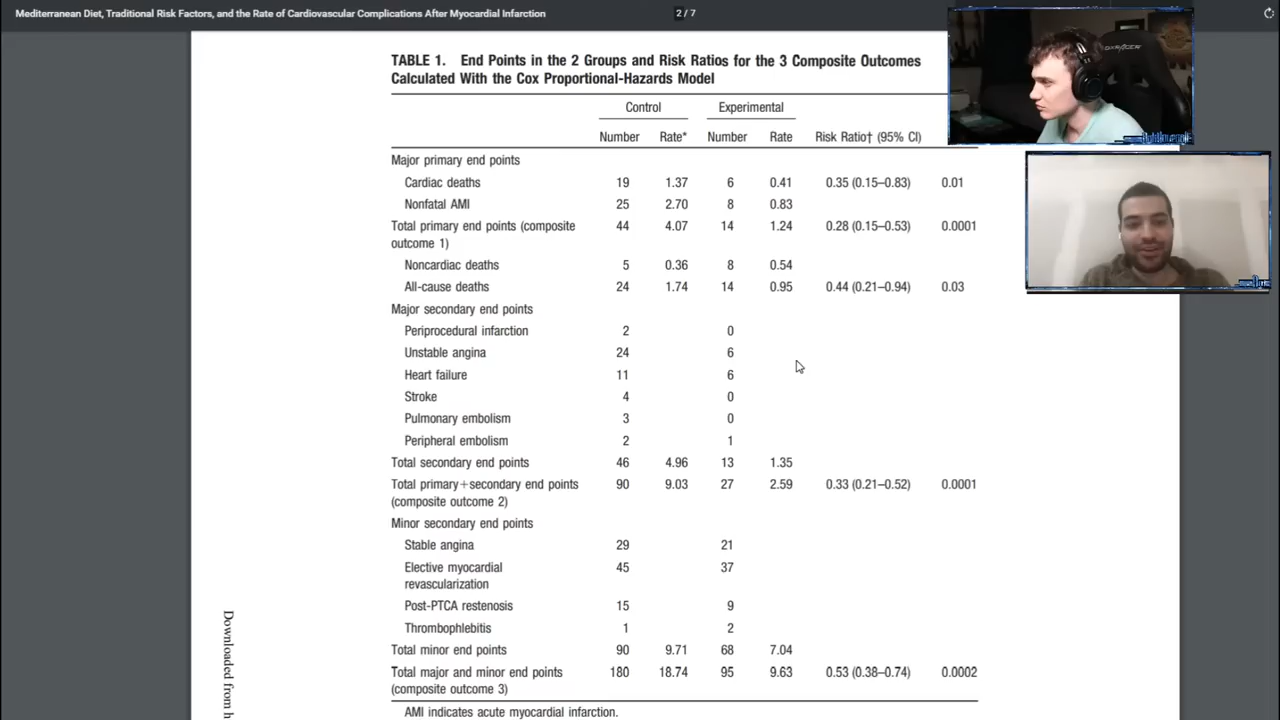 Mediterranean Diet, Traditional Risk Factors, and the Rate of Cardiovascular Complications After Myocardial Infarction
2 / 7
TABLE 1. End Points in the 2 Groups and Risk Ratios for the 3 Composite Outcomes
Calculated With the Cox Proportional-Hazards Model
Control Experimental
Number Rate* Number Rate Risk Ratio† (95% CI)
Major primary end points
Cardiac deaths 19 1.37 6 0.41 0.35 (0.15–0.83) 0.01
Nonfatal AMI 25 2.70 8 0.83
Total primary end points (composite 44 4.07 14 1.24 0.28 (0.15–0.53) 0.0001
outcome 1)
Noncardiac deaths 5 0.36 8 0.54
All-cause deaths 24 1.74 14 0.95 0.44 (0.21–0.94) 0.03
Major secondary end points
Periprocedural infarction 2 0
Unstable angina 24 6
Heart failure 11 6
Stroke 4 0
Pulmonary embolism 3 0
Peripheral embolism 2 1
Total secondary end points 46 4.96 13 1.35
Total primary+secondary end points 90 9.03 27 2.59 0.33 (0.21–0.52) 0.0001
(composite outcome 2)
Minor secondary end points
Stable angina 29 21
Elective myocardial 45 37
revascularization
Post-PTCA restenosis 15 9
Thrombophlebitis 1 2
Total minor end points 90 9.71 68 7.04
Total major and minor end points 180 18.74 95 9.63 0.53 (0.38–0.74) 0.0002
(composite outcome 3)
AMI indicates acute myocardial infarction.
Downloaded from h